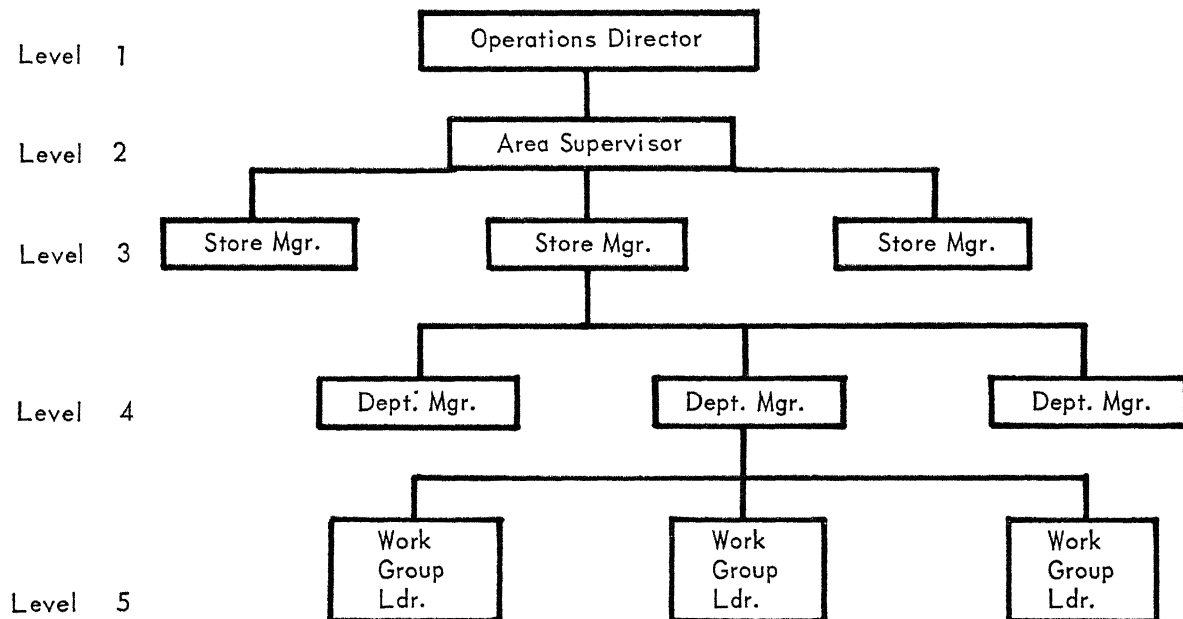 Level 1
Operations Director
Level 2
Area Supervisor
Level 3
Store Mgr.
Store Mgr.
Store Mgr.
Level 4
Dept. Mgr.
Dept. Mgr.
Dept. Mgr.
Level 5
Work
Group
Ldr.
Work
Group
Ldr.
Work
Group
Ldr.